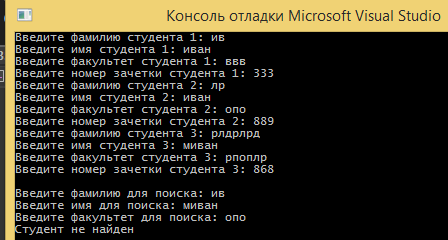 Консоль отладки Microsoft Visual Studio
Введите фамилию студента 1: ив
Введите имя студента 1: иван
Введите факультет студента 1: ввв
Введите номер зачетки студента 1: 333
Введите фамилию студента 2: лр
Введите имя студента 2: иван
Введите факультет студента 2: опо
Введите номер зачетки студента 2: 889
Введите фамилию студента 3: рлдрлрд
Введите имя студента 3: миван
Введите факультет студента 3: рпоплр
Введите номер зачетки студента 3: 868
Введите фамилию для поиска: ив
Введите имя для поиска: миван
Введите факультет для поиска: опо
Студент не найден